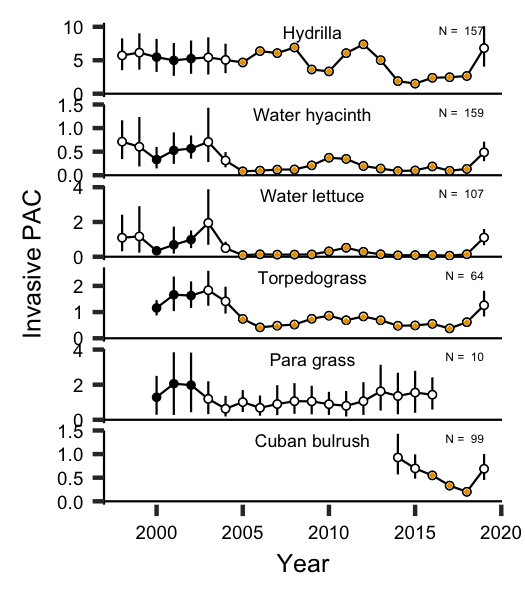 Invasive PAC
Hydrilla
N = 157
10
5
0
Water hyacinth
N = 159
1.5
1.0
0.5
0.0
Water lettuce
N = 107
4
2
0
Torpedograss
N = 64
2
1
0
Para grass
N = 10
4
2
0
Cuban bulrush
N = 99
1.5
1.0
0.5
0.0
2000 2005 2010 2015 2020
Year